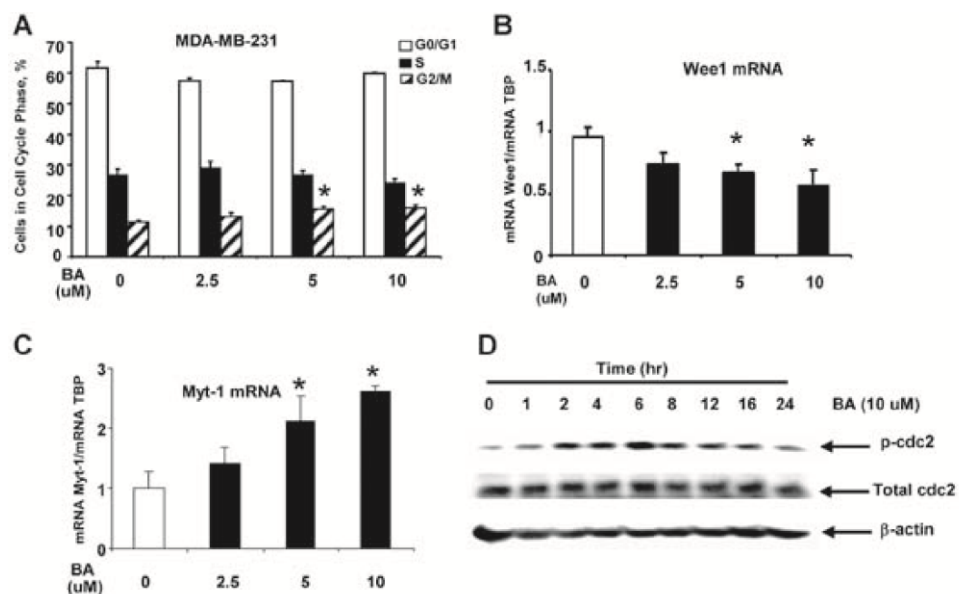 A
MDA-MB-231
G0/G1
S
G2/M
Cells in Cell Cycle Phase, %
70
60
50
40
30
20
10
0
*
*
BA
(uM)
0
2.5
5
10
B
Wee1 mRNA
mRNA Wee1/mRNA TBP
1.5
1
0.5
0
*
*
BA
(uM)
0
2.5
5
10
C
Myt-1 mRNA
mRNA Myt-1/mRNA TBP
3
2
1
0
*
*
BA
(uM)
0
2.5
5
10
D
Time (hr)
0 1 2 4 6 8 12 16 24 BA (10 uM)
p-cdc2
Total cdc2
β-actin